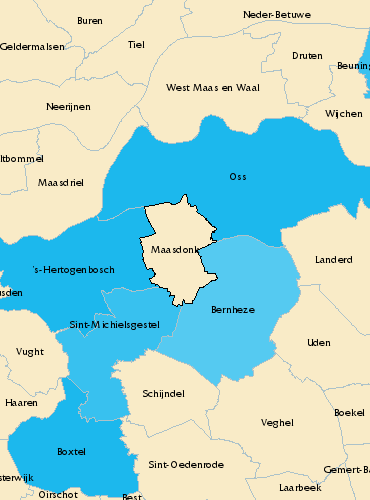 Neder-Betuwe
Buren
Tiel
Geldermalsen
Druten
Beuning
West Maas en Waal
Neerijnen
Wijchen
ltbommel
Oss
Maasdriel
Maasdonk
Landerd
's-Hertogenbosch
usden
Bernheze
Sint-Michielsgestel
Uden
Vught
Schijndel
Haaren
Boekel
Veghel
Boxtel
Sint-Oedenrode
Gemert-Ba
sterwijk
Laarbeek
Oirschot
Best